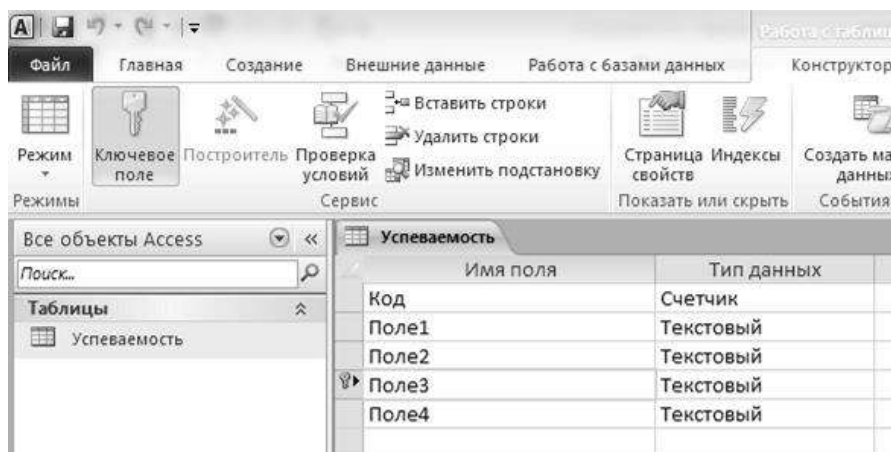 Работа с таблиц
Файл Главная Создание Внешние данные Работа с базами данных Конструктор
Режим
Ключевое поле
Построитель
Проверка условий
Вставить строки
Удалить строки
Изменить подстановку
Страница свойств
Индексы
Создать ма
данных
Режимы Сервис Показать или скрыть События
Все объекты Access
Поиск...
Таблицы
Успеваемость
Успеваемость
Имя поля Тип данных
Код Счетчик
Поле1 Текстовый
Поле2 Текстовый
Поле3 Текстовый
Поле4 Текстовый